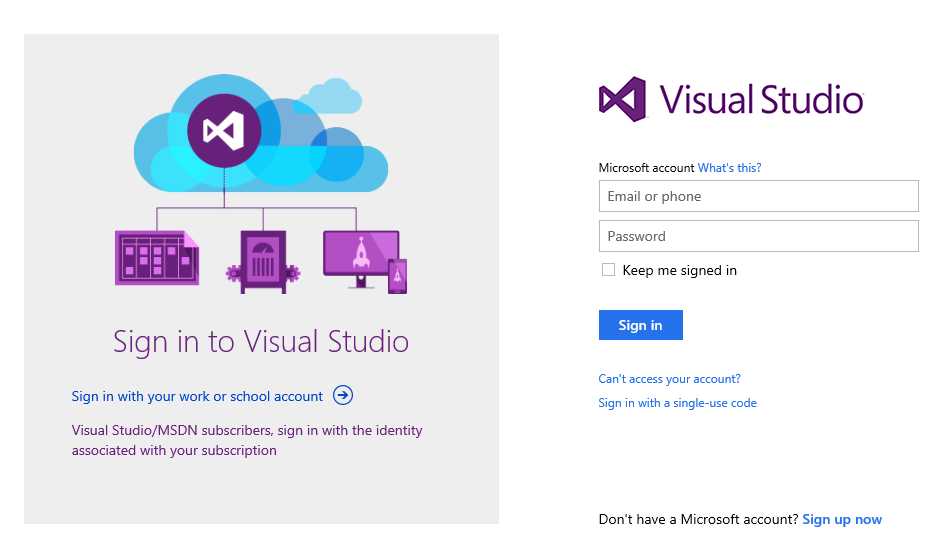 Sign in to Visual Studio
Sign in with your work or school account
Visual Studio/MSDN subscribers, sign in with the identity
associated with your subscription
Visual Studio
Microsoft account What's this?
Email or phone
Password
Keep me signed in
Sign in
Can't access your account?
Sign in with a single-use code
Don't have a Microsoft account? Sign up now